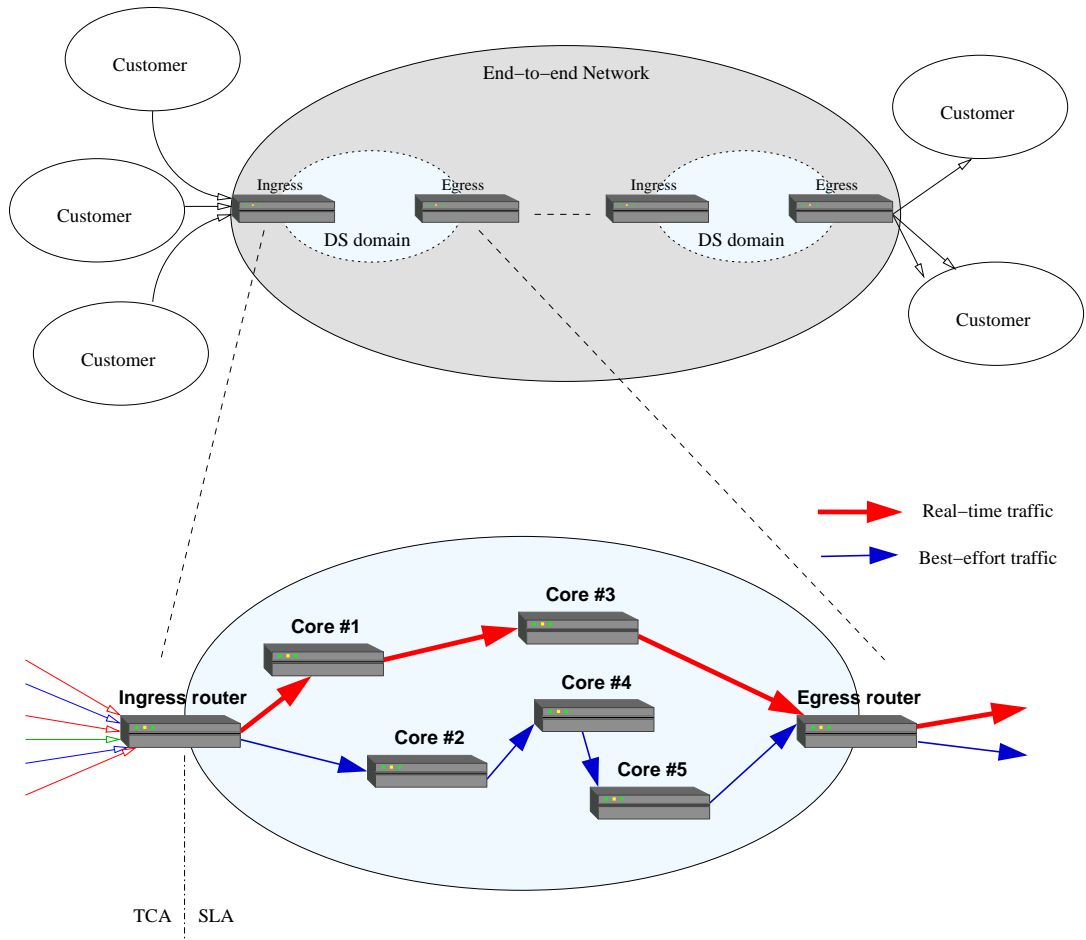 Customer
End−to−end Network
Customer
Ingress
Egress
Ingress
Egress
Customer
DS domain
DS domain
Customer
Customer
Real−time traffic
Best−effort traffic
Core #3
Core #1
Core #4
Ingress router
Egress router
Core #2
Core #5
TCA
SLA